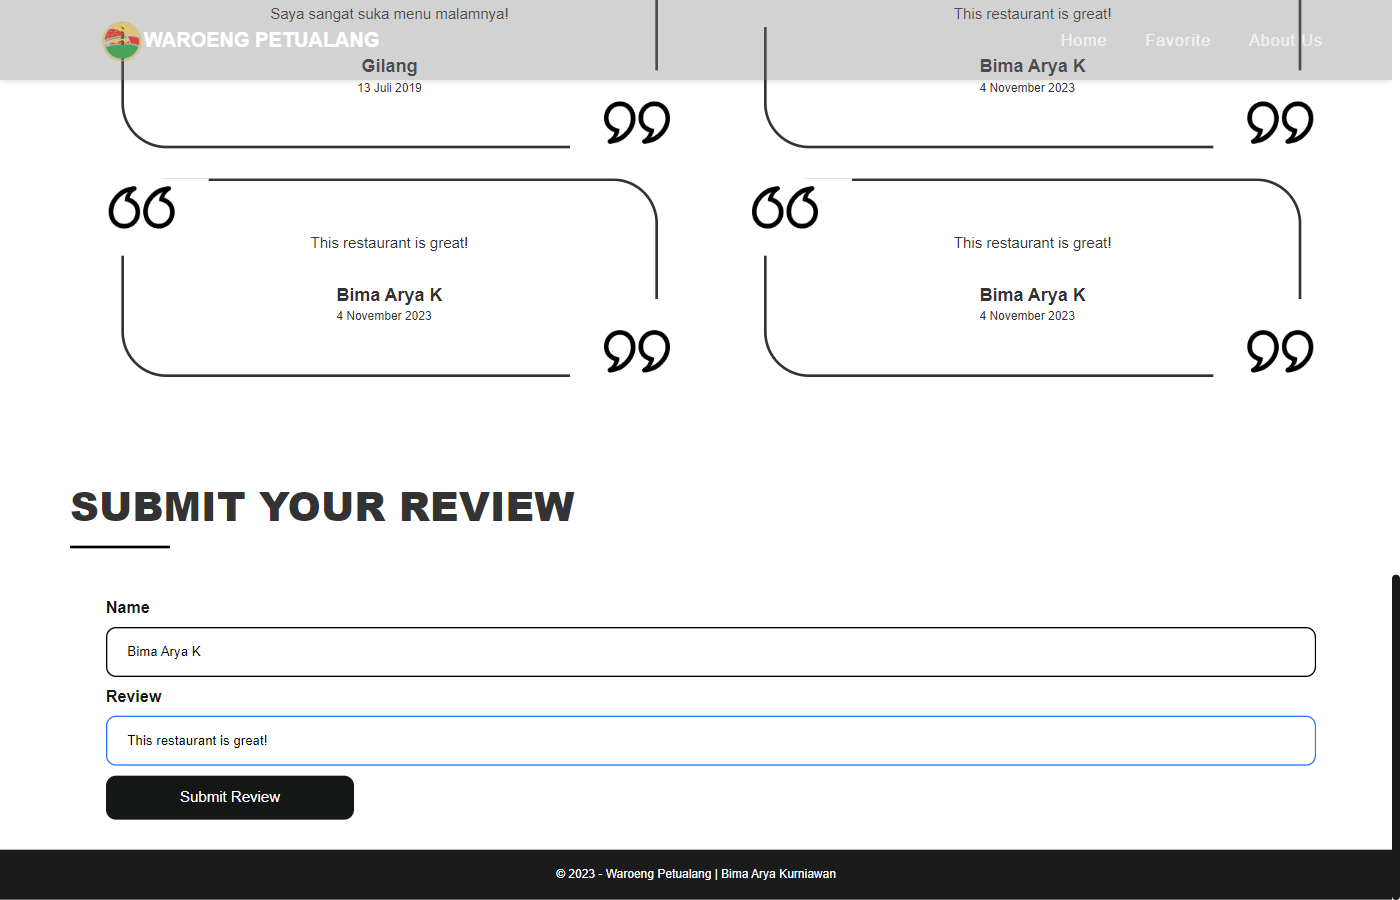 Saya sangat suka menu malamnya!
This restaurant is great!
WAROENG PETUALANG
Home
Favorite
About Us
Gilang
13 Juli 2019
Bima Arya K
4 November 2023
This restaurant is great!
Bima Arya K
4 November 2023
This restaurant is great!
Bima Arya K
4 November 2023
SUBMIT YOUR REVIEW
Name
Bima Arya K
Review
This restaurant is great!
Submit Review
© 2023 - Waroeng Petualang | Bima Arya Kurniawan